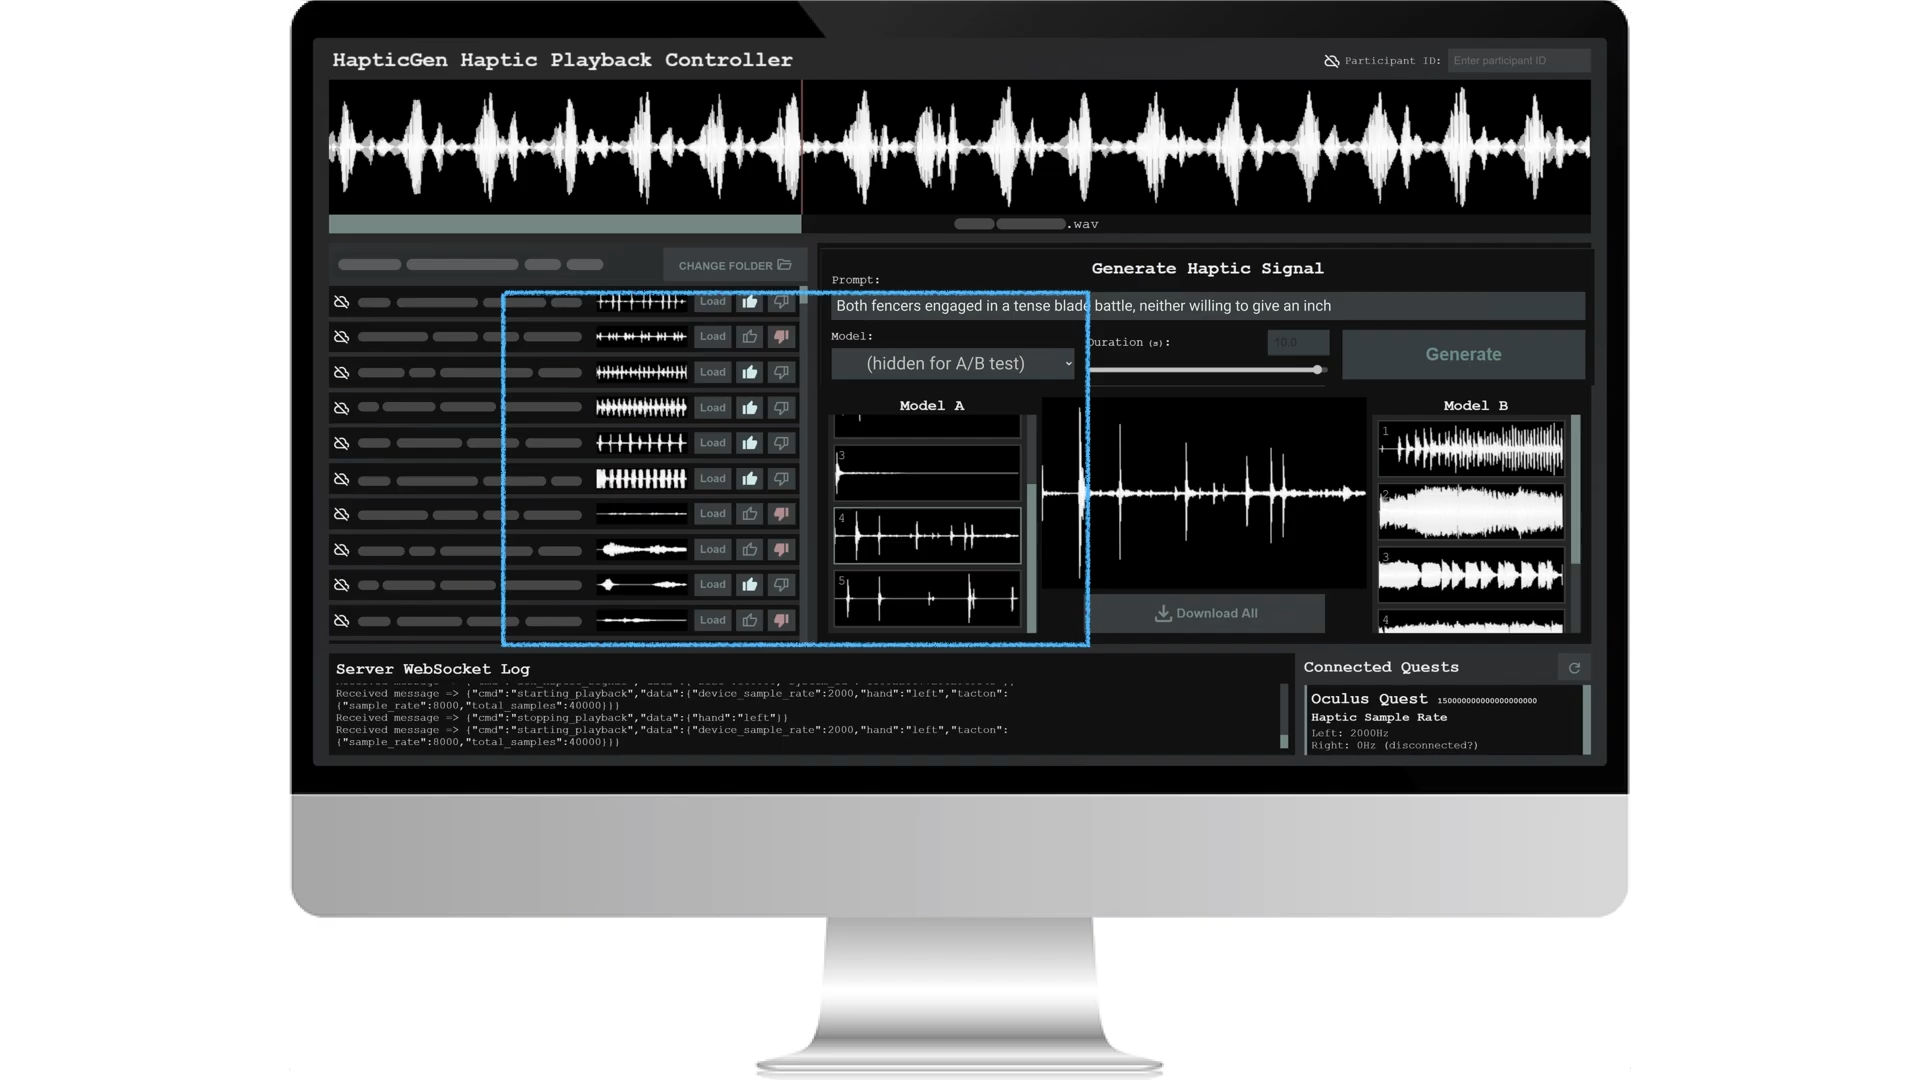 HapticGen Haptic Playback Controller
Participant ID: Enter participant ID
.wav
CHANGE FOLDER
Load
Load
Load
Load
Load
Load
Load
Load
Load
Load
Generate Haptic Signal
Prompt:
Both fencers engaged in a tense blade battle, neither willing to give an inch
Model:
(hidden for A/B test)
Duration (s): 10.0
Generate
Model A
3
4
5
Download All
Model B
1
2
3
4
Server WebSocket Log
Received message => {"cmd":"starting_playback","data":{"device_sample_rate":2000,"hand":"left","tacton":
{"sample_rate":8000,"total_samples":40000}}}
Received message => {"cmd":"stopping_playback","data":{"hand":"left"}}
Received message => {"cmd":"starting_playback","data":{"device_sample_rate":2000,"hand":"left","tacton":
{"sample_rate":8000,"total_samples":40000}}}
Connected Quests
Oculus Quest
Haptic Sample Rate
Left: 2000Hz
Right: 0Hz (disconnected?)